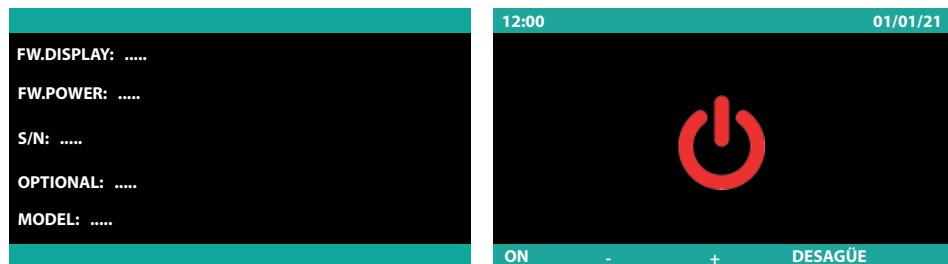 FW.DISPLAY: .....
FW.POWER: .....
S/N: .....
OPTIONAL: .....
MODEL: .....
12:00 01/01/21
ON - + DESAGÜE